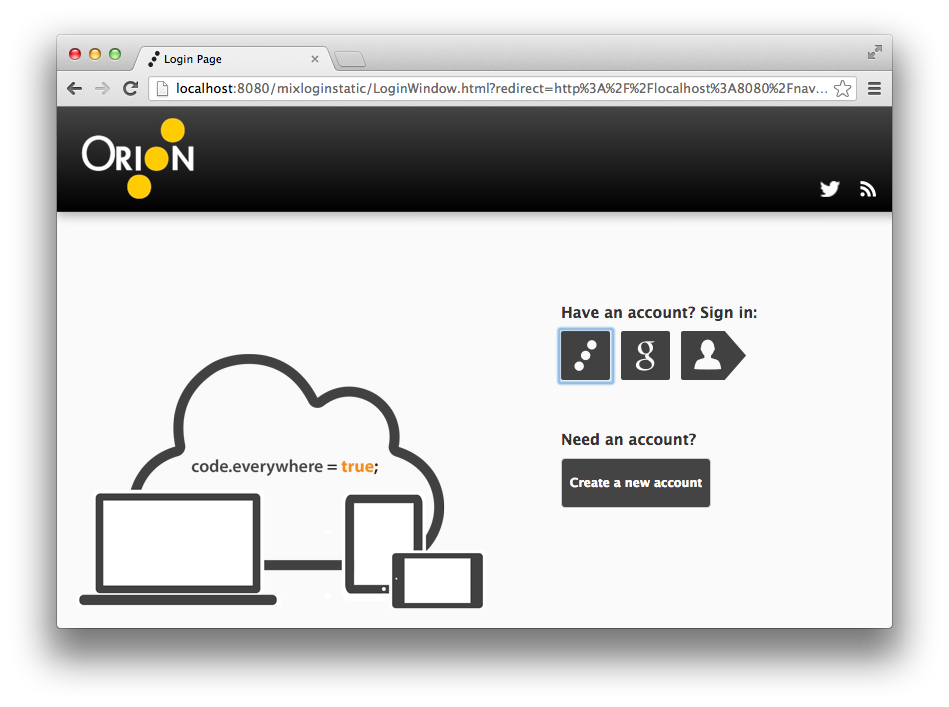 Login Page
localhost:8080/mixloginstatic/LoginWindow.html?redirect=http%3A%2F%2Flocalhost%3A8080%2Fnav...
ORION
Have an account? Sign in:
g
code.everywhere = true;
Need an account?
Create a new account